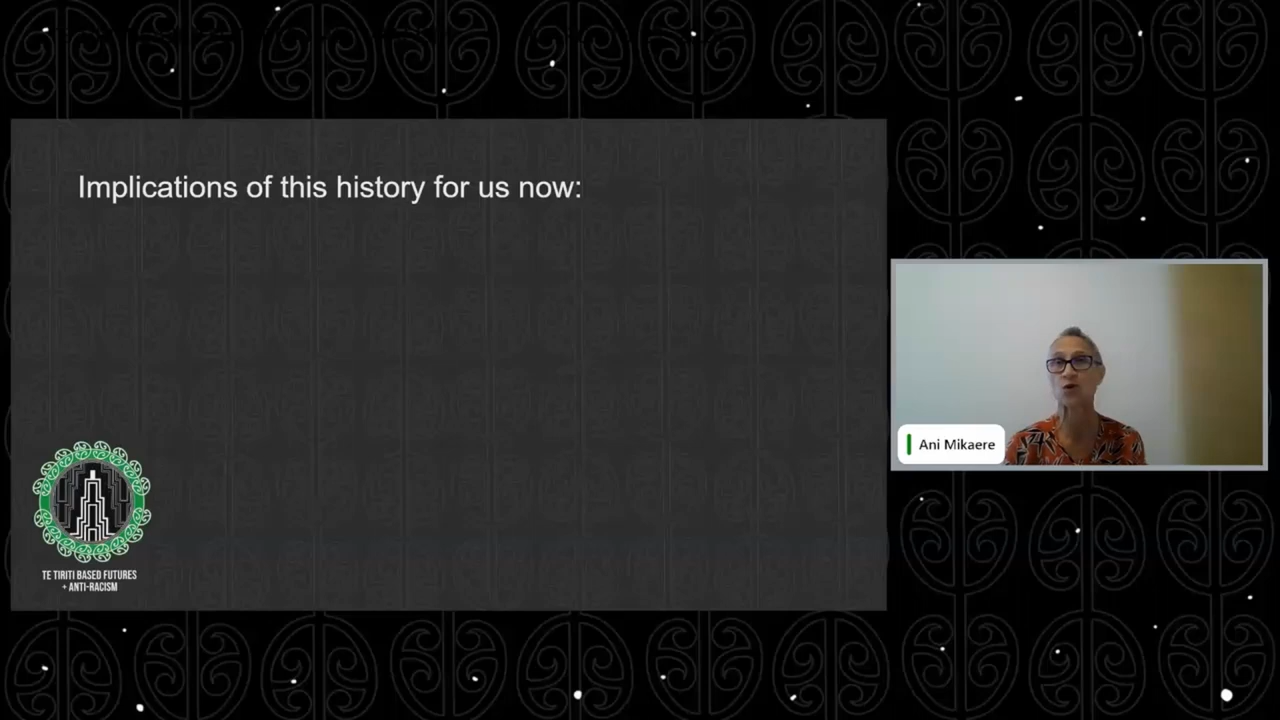 Implications of this history for us now:
Ani Mikaere
TE TIRITI BASED FUTURES
+ ANTI-RACISM